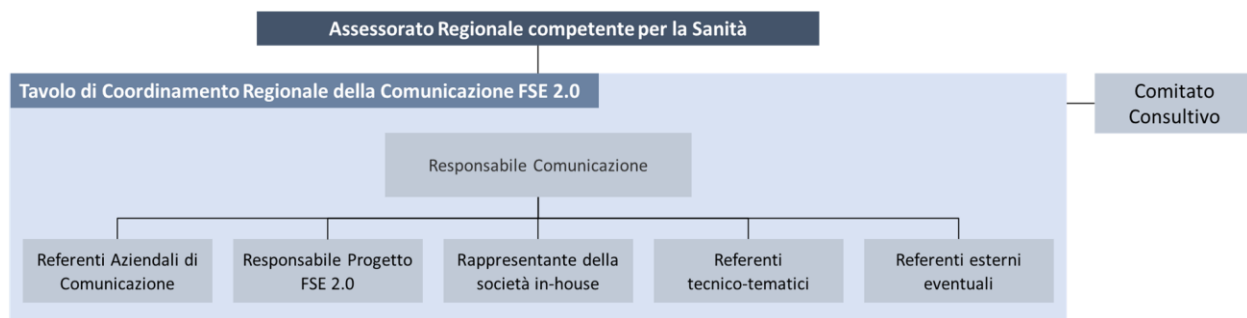 Assessorato Regionale competente per la Sanità
Tavolo di Coordinamento Regionale della Comunicazione FSE 2.0
Comitato
Consultivo
Responsabile Comunicazione
Referenti Aziendali di
Comunicazione
Responsabile Progetto
FSE 2.0
Rappresentante della
società in-house
Referenti
tecnico-tematici
Referenti esterni
eventuali